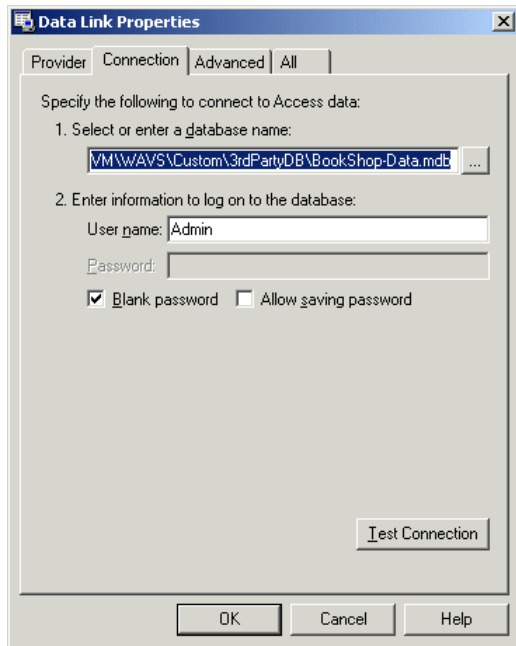 Data Link Properties
Provider Connection Advanced All
Specify the following to connect to Access data:
1. Select or enter a database name:
VM\WAVS\Custom\3rdPartyDB\BookShop-Data.mdb ...
2. Enter information to log on to the database:
User name: Admin
Password:
Blank password Allow saving password
Test Connection
OK Cancel Help